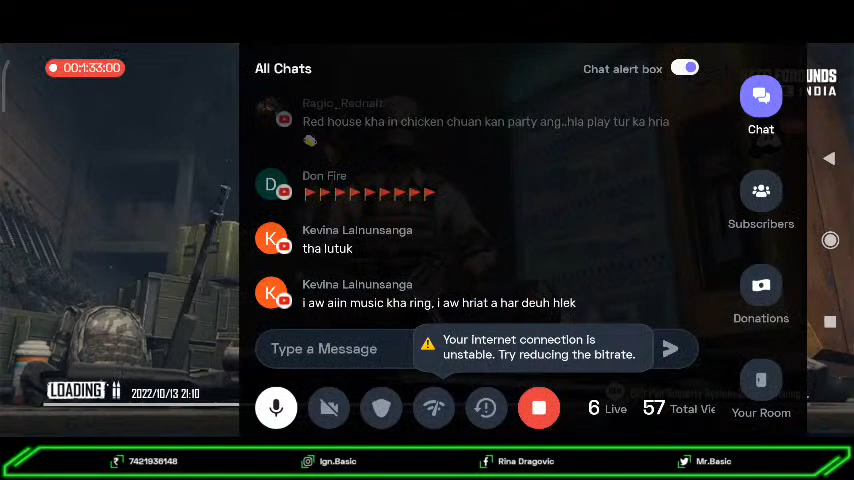 00:1:33:00
All Chats
Chat alert box
GROUNDS
INDIA
Ragio_Rednait
Red house kha in chicken chuan kan party ang..hla play tur ka hria
Chat
D
Don Fire
Subscribers
K
Kevina Lalnunsanga
tha lutuk
K
Kevina Lalnunsanga
i aw aiin music kha ring, i aw hriat a har deuh hlek
Donations
Type a Message
Your internet connection is
unstable. Try reducing the bitrate.
LOADING
2022/10/13 21:10
6 Live
57 Total Vie
Your Room
7421936148
Ign.Basic
Rina Dragovic
Mr.Basic